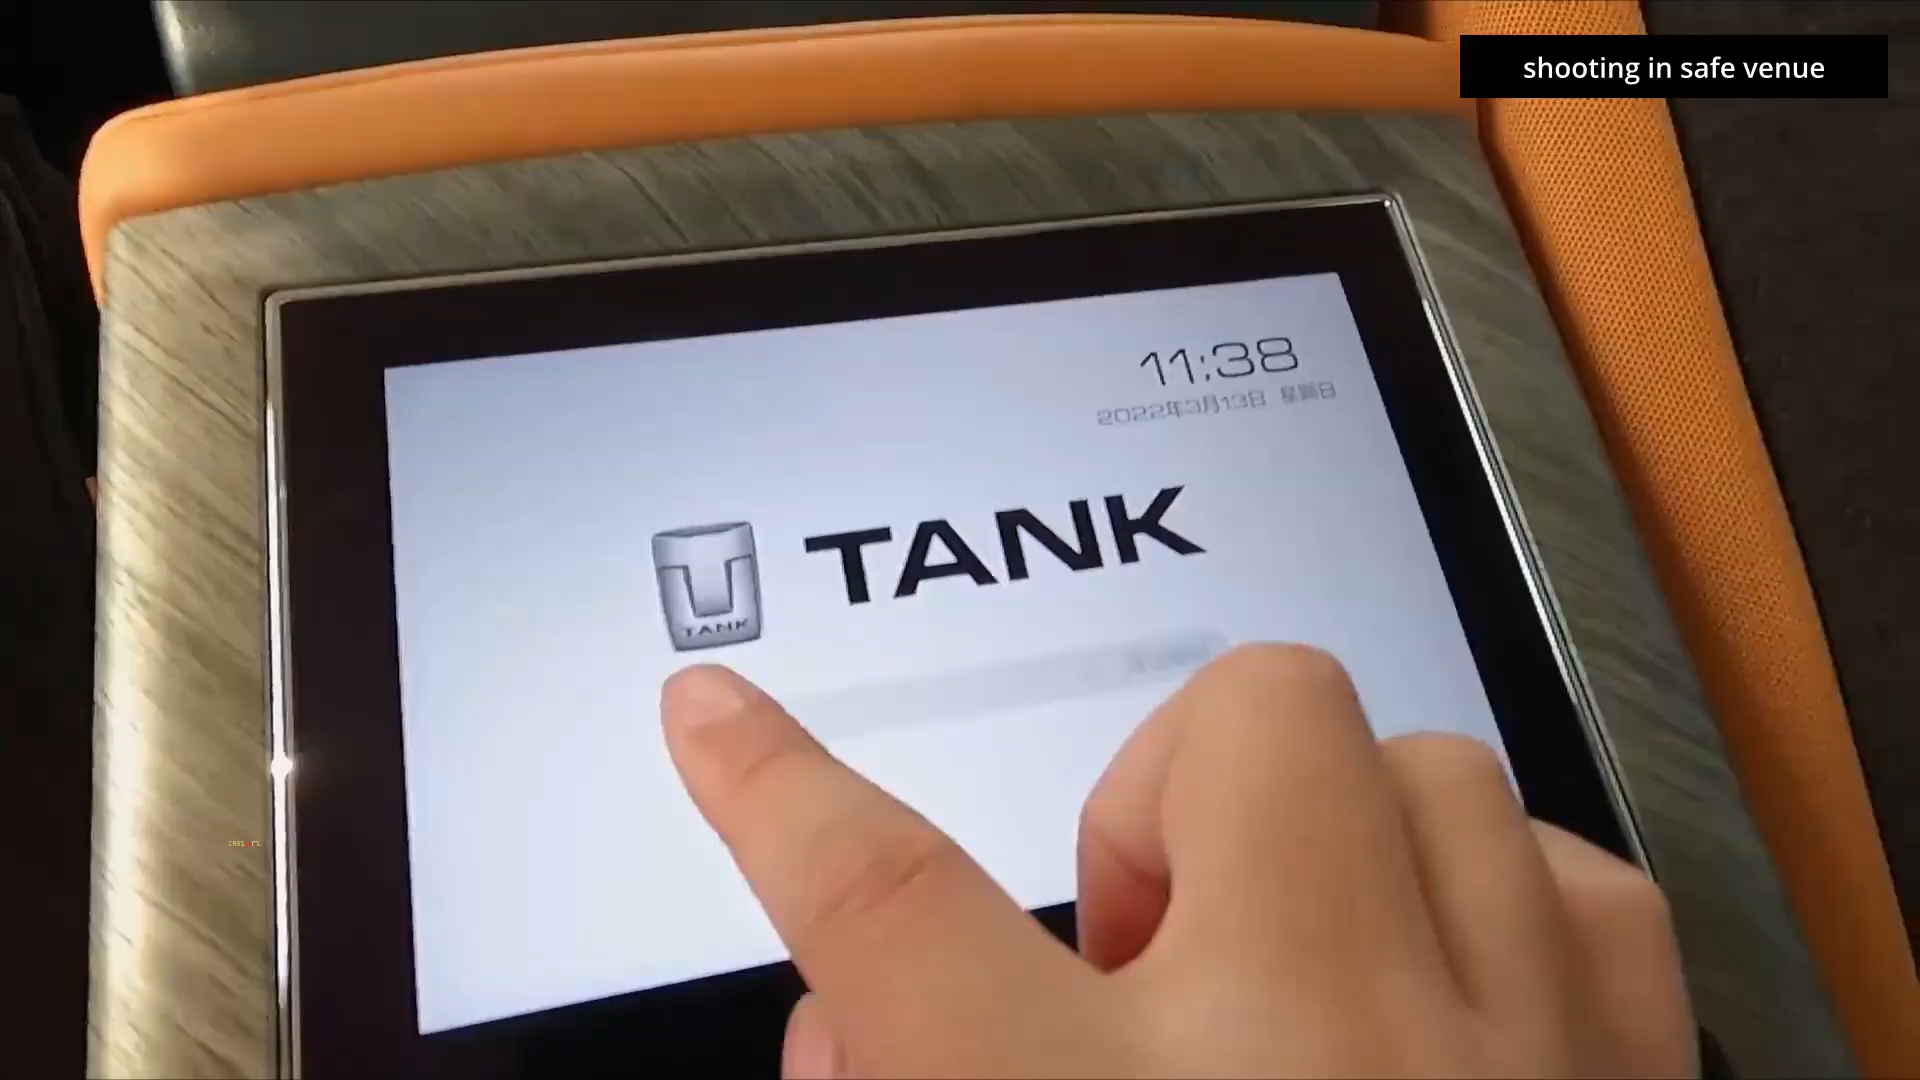 shooting in safe venue
11:38
2022年3月13日 星期日
TANK
TANK